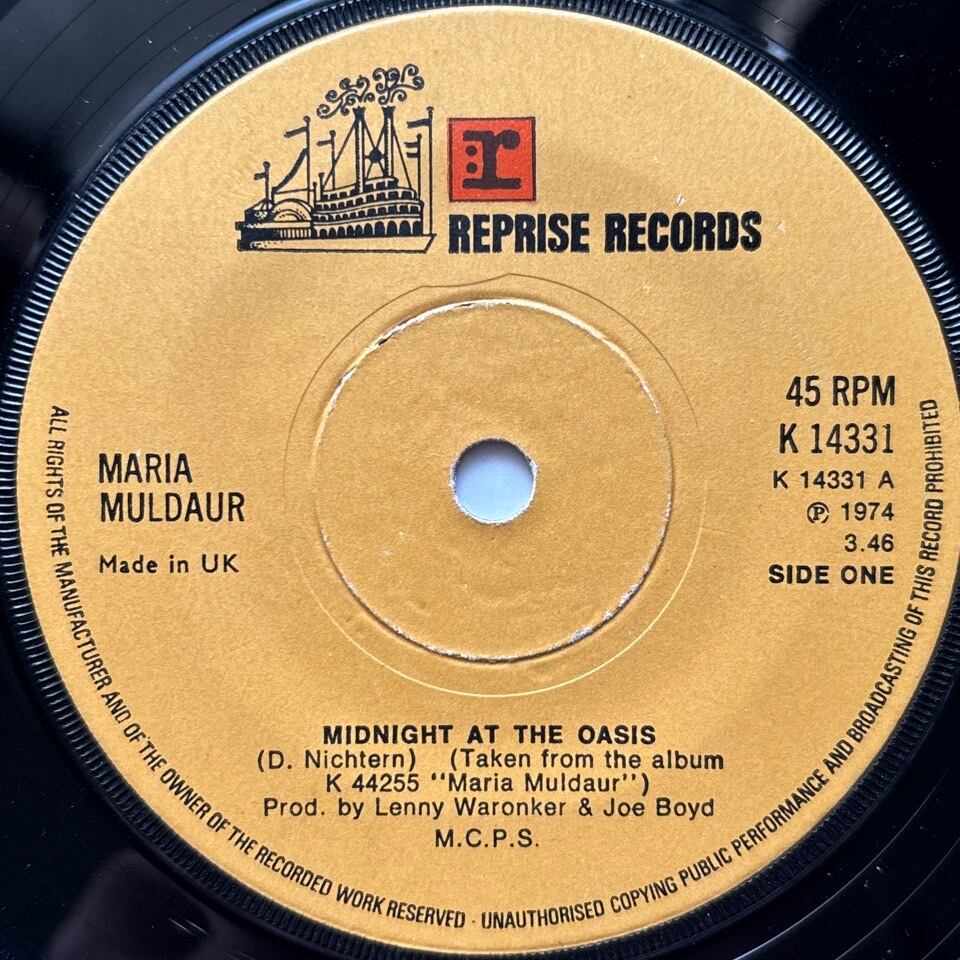 r
REPRISE RECORDS
45 RPM
K 14331
K 14331 A
Ⓟ 1974
3.46
SIDE ONE
MARIA
MULDAUR
Made in UK
MIDNIGHT AT THE OASIS
(D. Nichtern) (Taken from the album
K 44255 "Maria Muldaur")
Prod. by Lenny Waronker & Joe Boyd
M.C.P.S.
ALL RIGHTS OF THE MANUFACTURER AND OF THE OWNER OF THE RECORDED WORK RESERVED · UNAUTHORISED COPYING PUBLIC PERFORMANCE AND BROADCASTING OF THIS RECORD PROHIBITED